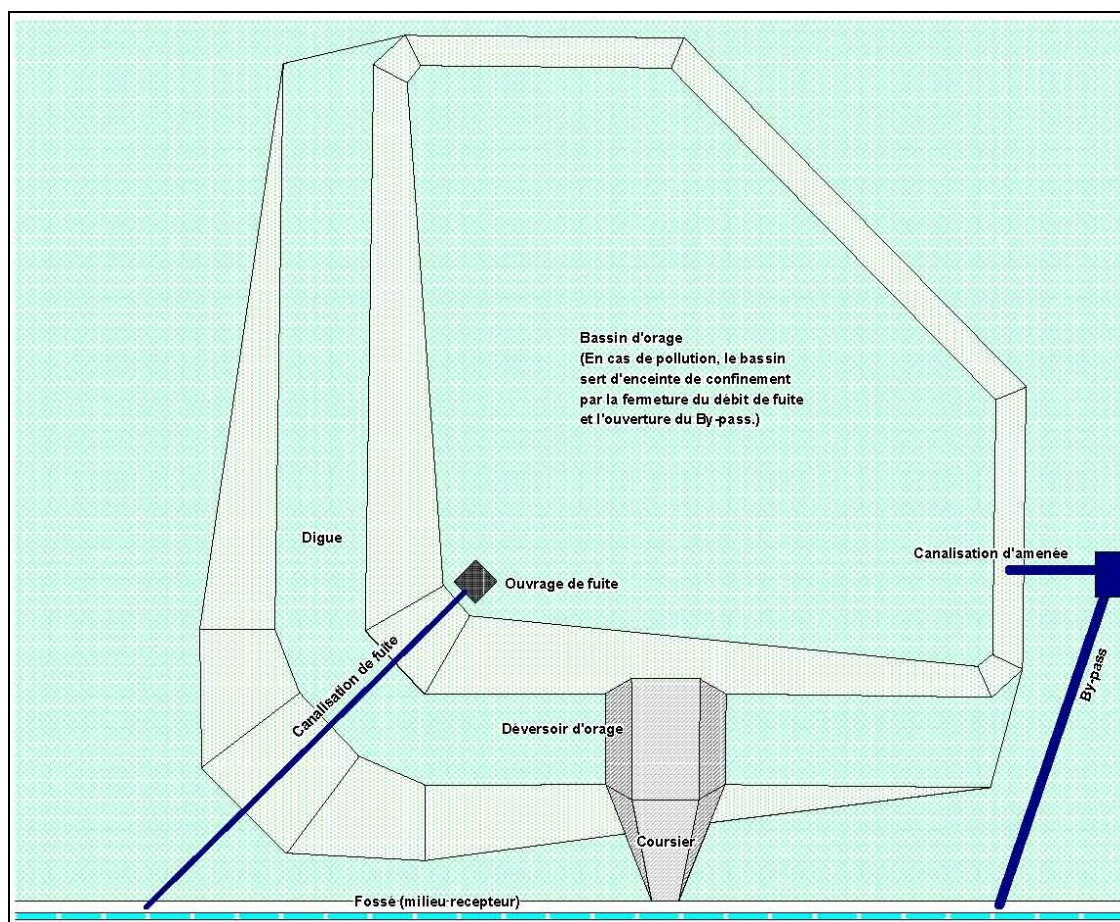 Bassin d'orage
(En cas de pollution, le bassin
sert d'enceinte de confinement
par la fermeture du débit de fuite
et l'ouverture du By-pass.)
Digue
Canalisation d'amenée
Ouvrage de fuite
Canalisation de fuite
By-pass
Déversoir d'orage
Coursier
Fossé (milieu recepteur)